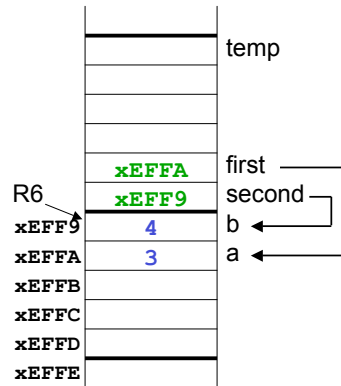 temp
xEFFA first
xEFF9 second
R6
xEFF9 4 b
xEFFA 3 a
xEFFB
xEFFC
xEFFD
xEFFE